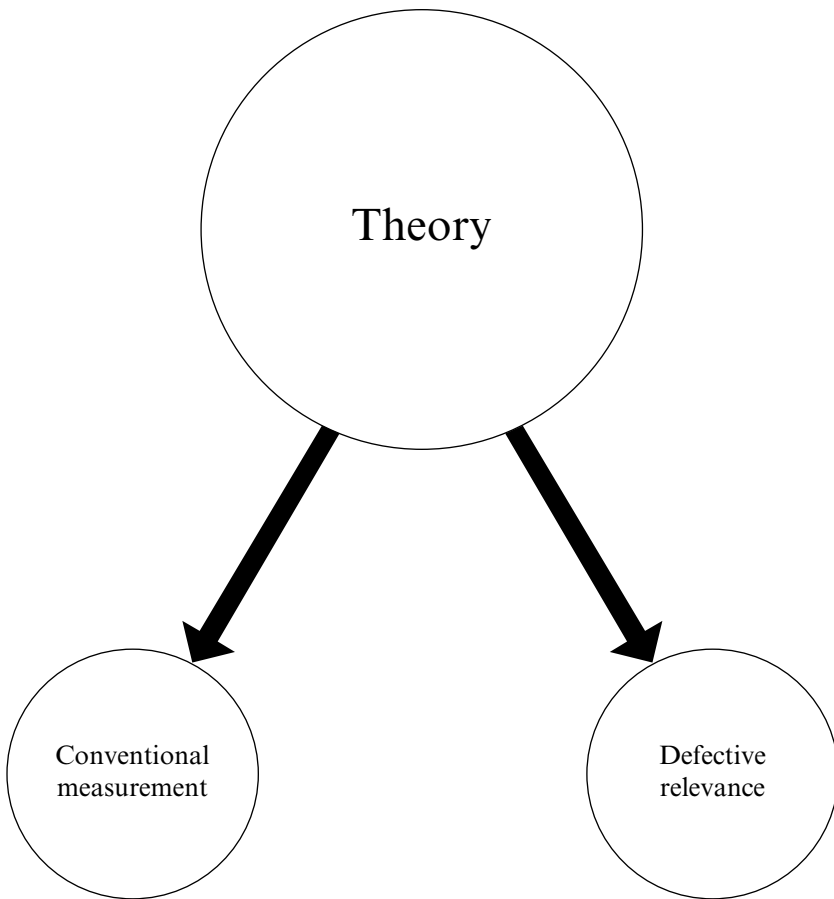 Theory
Conventional
measurement
Defective
relevance